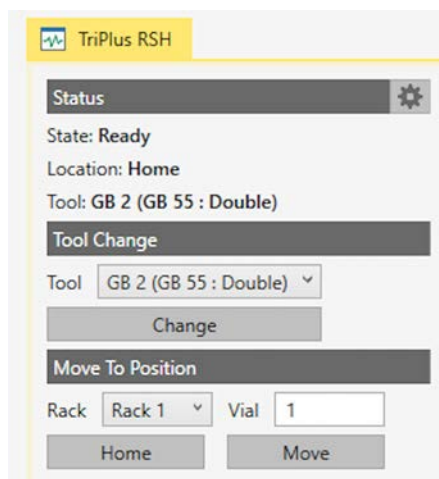 TriPlus RSH
Status
State: Ready
Location: Home
Tool: GB 2 (GB 55 : Double)
Tool Change
Tool GB 2 (GB 55 : Double)
Change
Move To Position
Rack Rack 1 Vial 1
Home Move